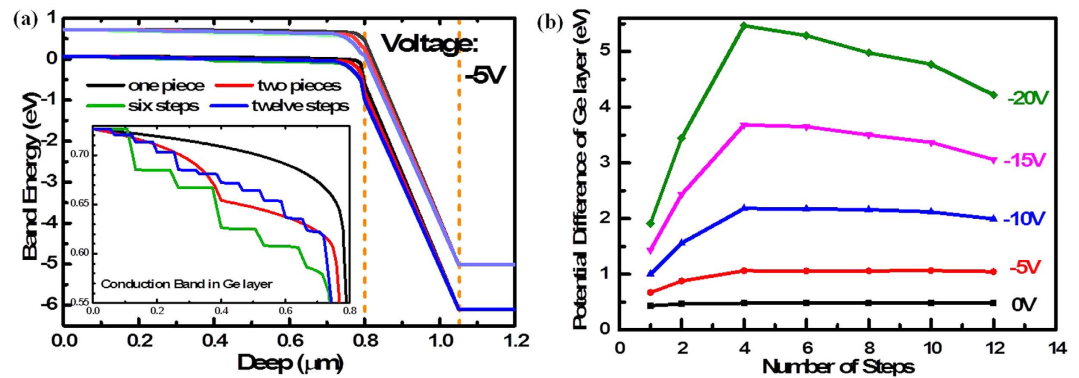 (a)
Voltage:
-5V
one piece
two pieces
six steps
twelve steps
Conduction Band in Ge layer
0.70
0.65
0.60
0.55
0.0 0.2 0.4 0.6 0.8
1
0
-1
-2
-3
-4
-5
-6
Band Energy (eV)
0.0 0.2 0.4 0.6 0.8 1.0 1.2
Deep (μm)
(b)
Potential Difference of Ge layer (eV)
5
4
3
2
1
0
-20V
-15V
-10V
-5V
0V
0 2 4 6 8 10 12 14
Number of Steps